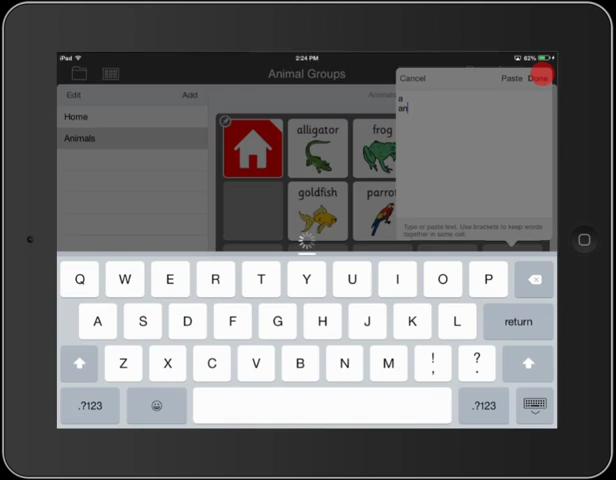 iPad 2:24 PM 62%
Animal Groups
Edit Add
Cancel Paste Done
Home
Animals
a
an
alligator frog
goldfish parro
Type or paste text. Use brackets to keep words
together in same cell.
Q W E R T Y U I O P
A S D F G H J K L return
Z X C V B N M ! , ? .
.?123 .?123